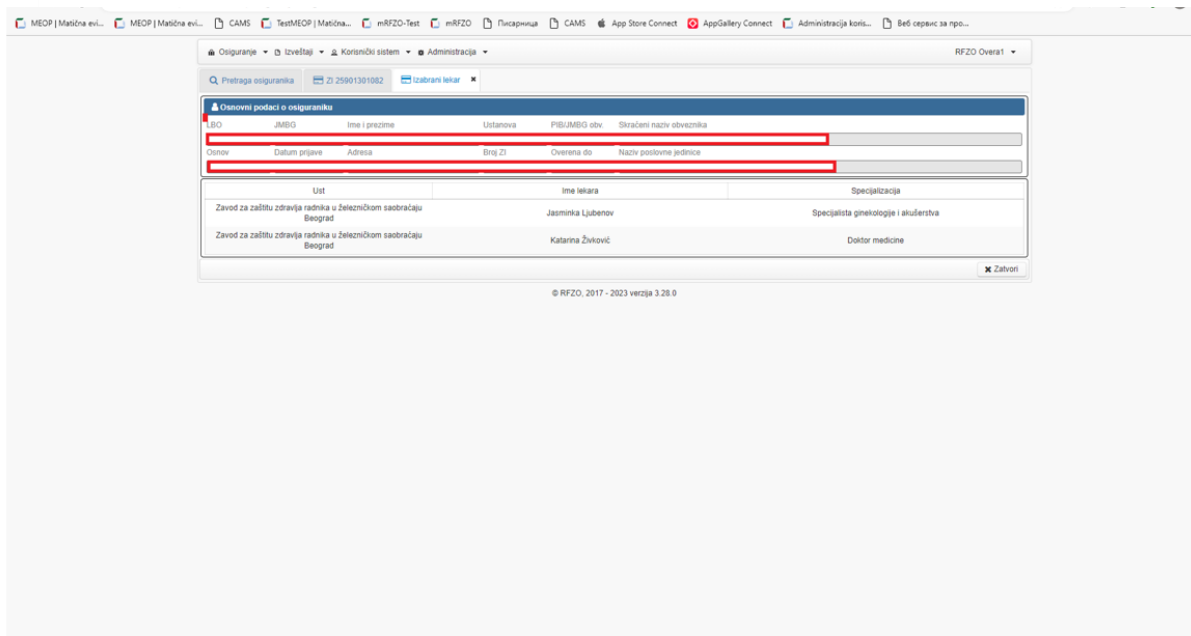 MEOP | Matična evi... MEOP | Matična evi... CAMS TestMEOP | Matična... mRFZO-Test mRFZO Писарница CAMS App Store Connect AppGallery Connect Administracija koris... Веб сервис за про...
Osiguranje Izveštaji Korisnički sistem Administracija RFZO Overa1
Pretraga osiguranika ZI 25901301082 Izabrani lekar
Osnovni podaci o osiguraniku
LBO JMBG Ime i prezime Ustanova PIB/JMBG obv. Skraćeni naziv obveznika
Osnov Datum prijave Adresa Broj ZI Overena do Naziv poslovne jedinice
Ust Ime lekara Specijalizacija
Zavod za zaštitu zdravlja radnika u železničkom saobraćaju
Beograd
Jasminka Ljubenov Specijalista ginekologije i akušerstva
Zavod za zaštitu zdravlja radnika u železničkom saobraćaju
Beograd
Katarina Živković Doktor medicine
Zatvori
© RFZO, 2017 - 2023 verzija 3.28.0